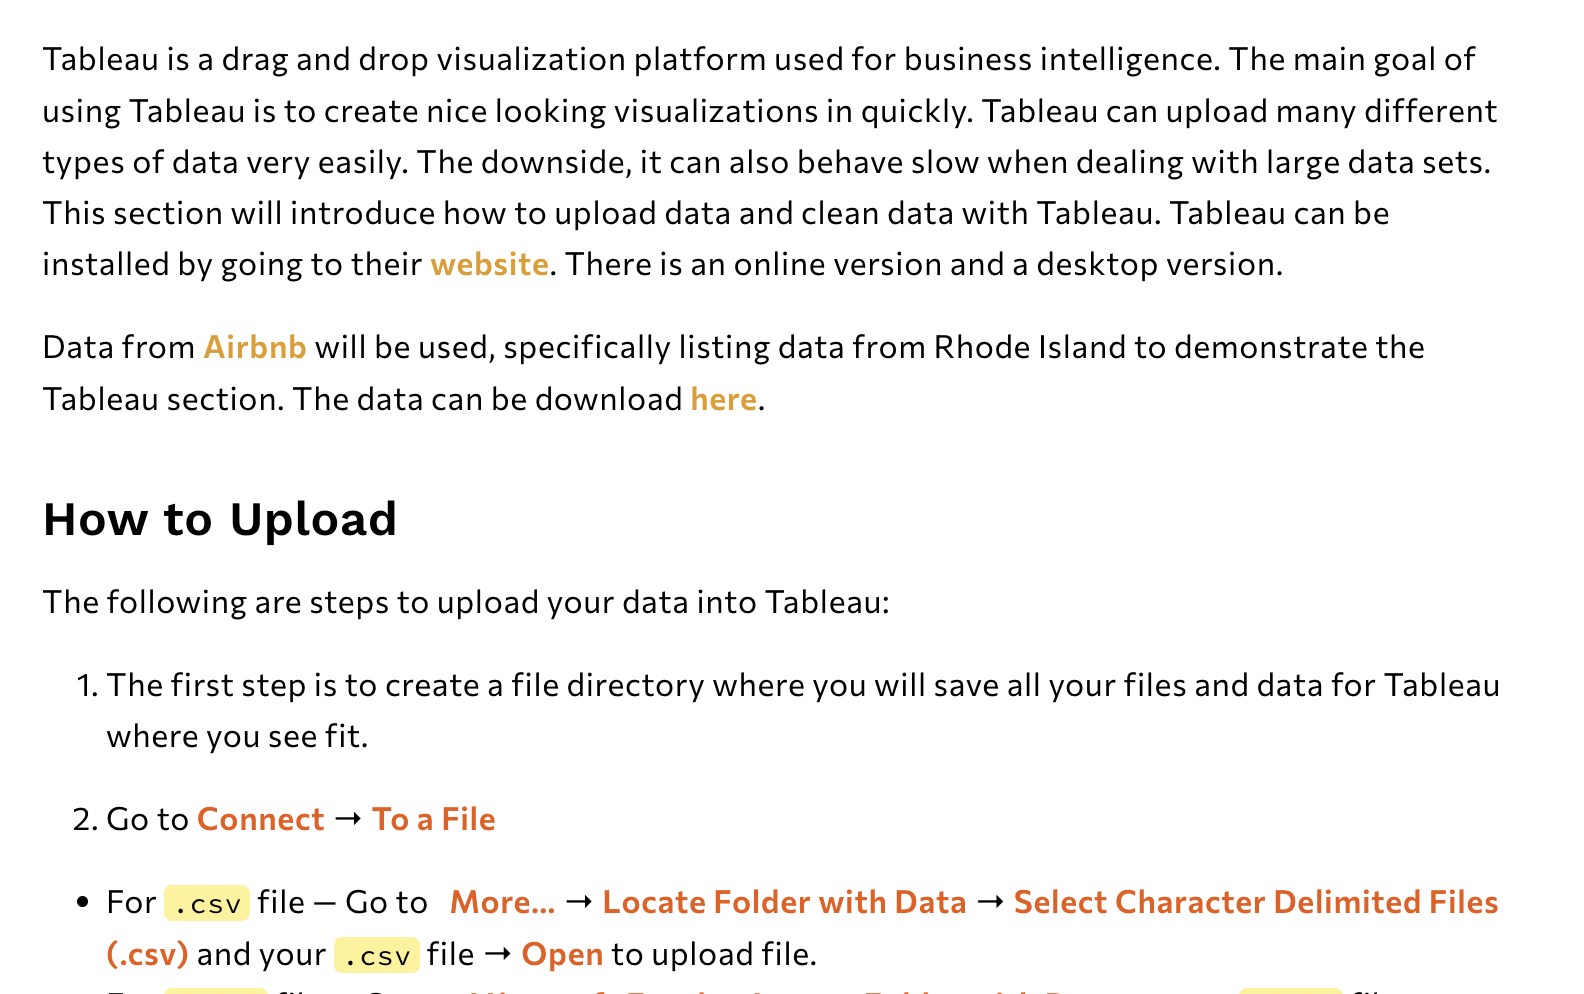 Tableau is a drag and drop visualization platform used for business intelligence. The main goal of
using Tableau is to create nice looking visualizations in quickly. Tableau can upload many different
types of data very easily. The downside, it can also behave slow when dealing with large data sets.
This section will introduce how to upload data and clean data with Tableau. Tableau can be
installed by going to their website. There is an online version and a desktop version.
Data from Airbnb will be used, specifically listing data from Rhode Island to demonstrate the
Tableau section. The data can be download here.
How to Upload
The following are steps to upload your data into Tableau:
1. The first step is to create a file directory where you will save all your files and data for Tableau
where you see fit.
2. Go to Connect → To a File
• For .csv file – Go to More... → Locate Folder with Data → Select Character Delimited Files
(.csv) and your .csv file → Open to upload file.